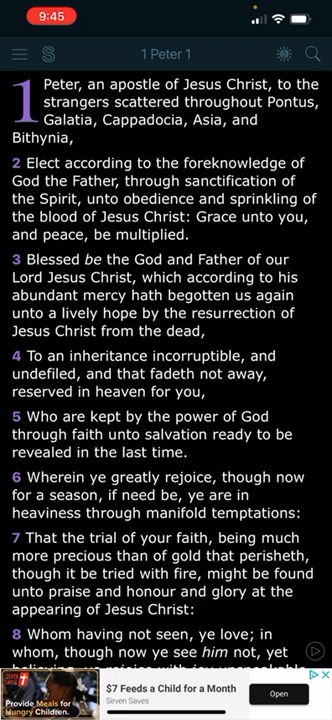 9:45
S
1 Peter 1
1 Peter, an apostle of Jesus Christ, to the
strangers scattered throughout Pontus,
Galatia, Cappadocia, Asia, and
Bithynia,
2 Elect according to the foreknowledge of
God the Father, through sanctification of
the Spirit, unto obedience and sprinkling of
the blood of Jesus Christ: Grace unto you,
and peace, be multiplied.
3 Blessed be the God and Father of our
Lord Jesus Christ, which according to his
abundant mercy hath begotten us again
unto a lively hope by the resurrection of
Jesus Christ from the dead,
4 To an inheritance incorruptible, and
undefiled, and that fadeth not away,
reserved in heaven for you,
5 Who are kept by the power of God
through faith unto salvation ready to be
revealed in the last time.
6 Wherein ye greatly rejoice, though now
for a season, if need be, ye are in
heaviness through manifold temptations:
7 That the trial of your faith, being much
more precious than of gold that perisheth,
though it be tried with fire, might be found
unto praise and honour and glory at the
appearing of Jesus Christ:
8 Whom having not seen, ye love; in
whom, though now ye see him not, yet
believing, ye rejoice with joy unspeakable
Provide Meals for
Hungry Children.
$7 Feeds a Child for a Month
Seven Saves
Open